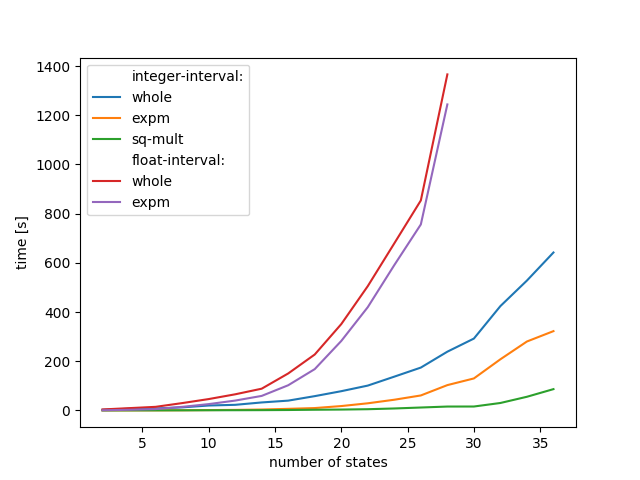 1400
1200
1000
800
600
400
200
0
time [s]
integer-interval:
whole
expm
sq-mult
float-interval:
whole
expm
5
10
15
20
25
30
35
number of states